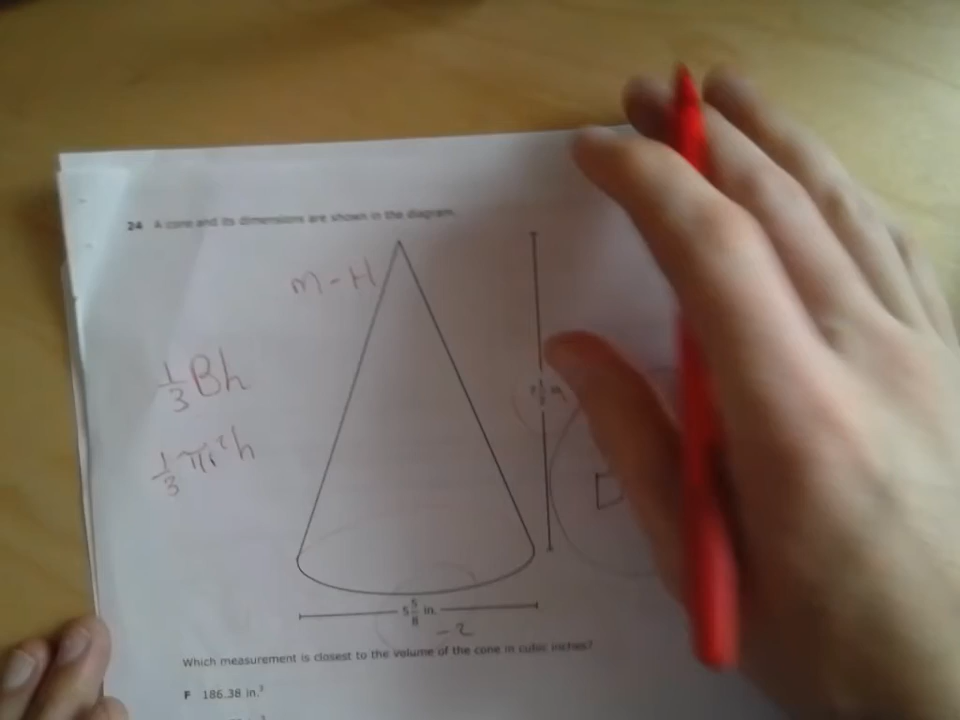 24 A cone and its dimensions are shown in the diagram.
m-H
1/3 Bh
1/3 πr²h
in.
5 5/8 in.
-2
Which measurement is closest to the volume of the cone in cubic inches?
F 186.38 in.³